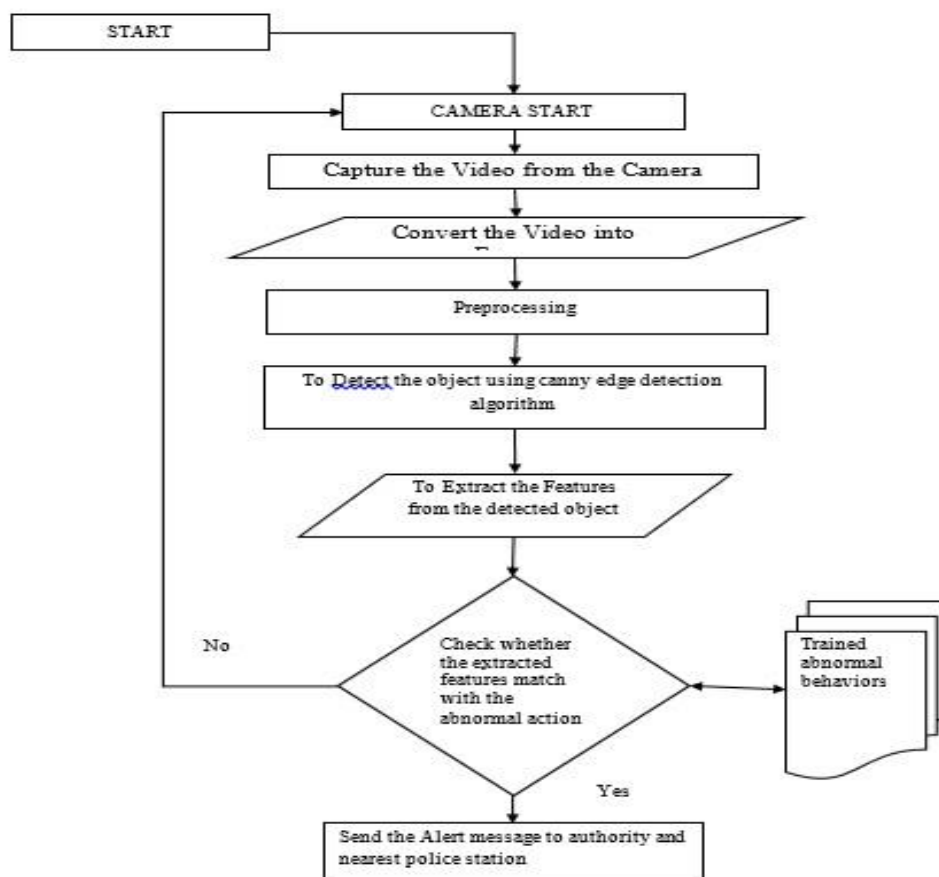 START
CAMERA START
Capture the Video from the Camera
Convert the Video into
Preprocessing
To Detect the object using canny edge detection
algorithm
To Extract the Features
from the detected object
Check whether
the extracted
features match
with the
abnormal action
No
Trained
abnormal
behaviors
Yes
Send the Alert message to authority and
nearest police station